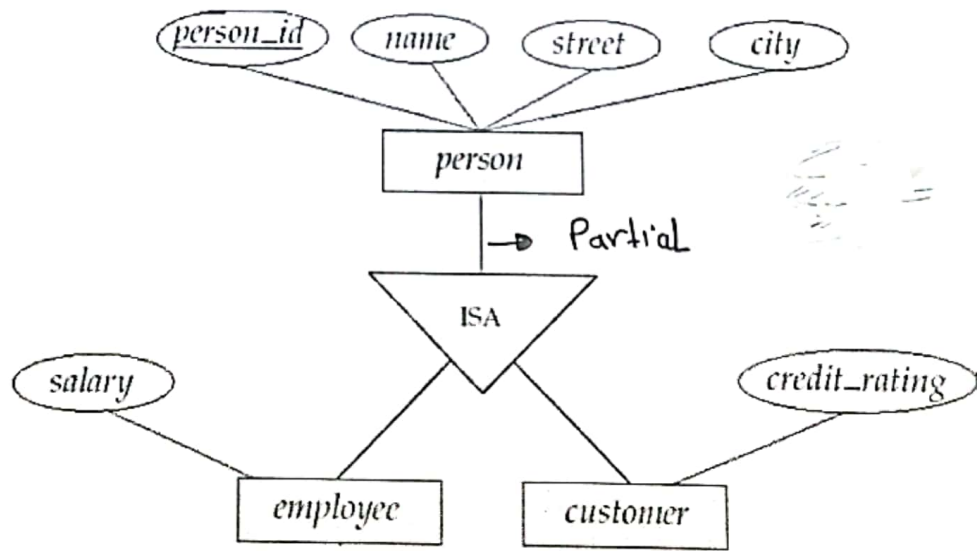 person_id name street city
person
Partial
ISA
salary credit_rating
employee customer